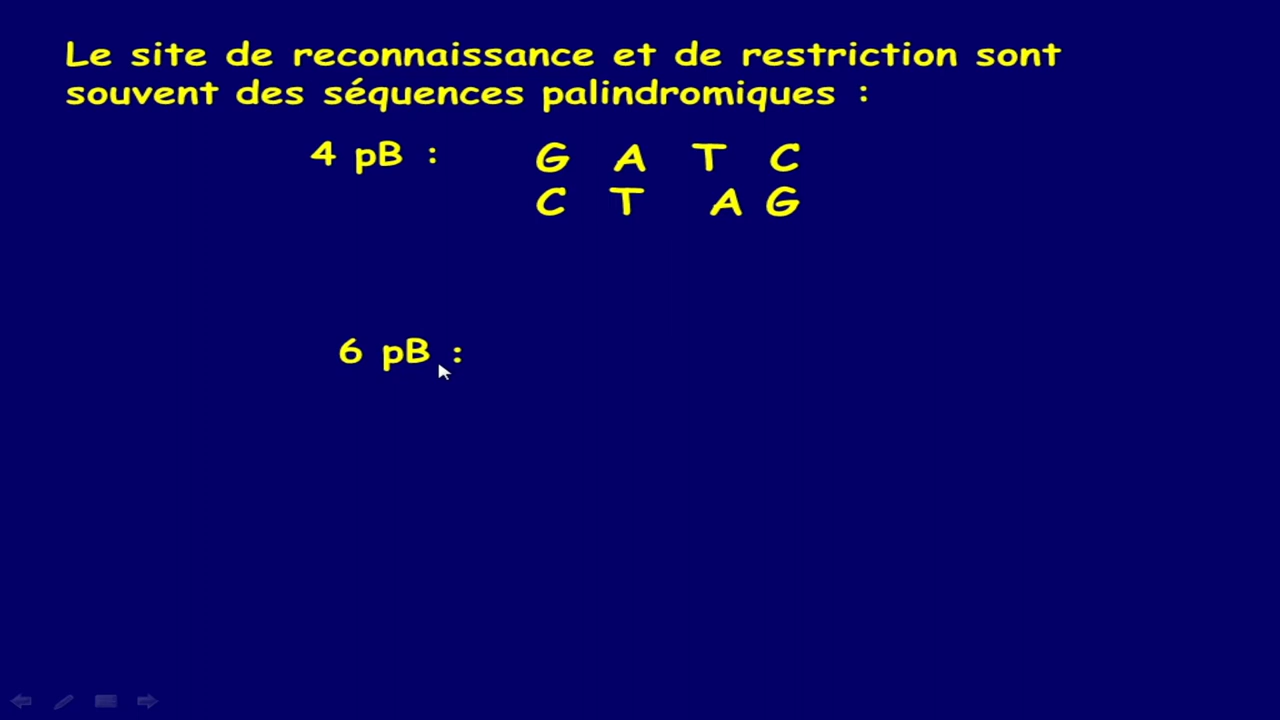 Le site de reconnaissance et de restriction sont
souvent des séquences palindromiques :
4 pB : G A T C
C T A G
6 pB :